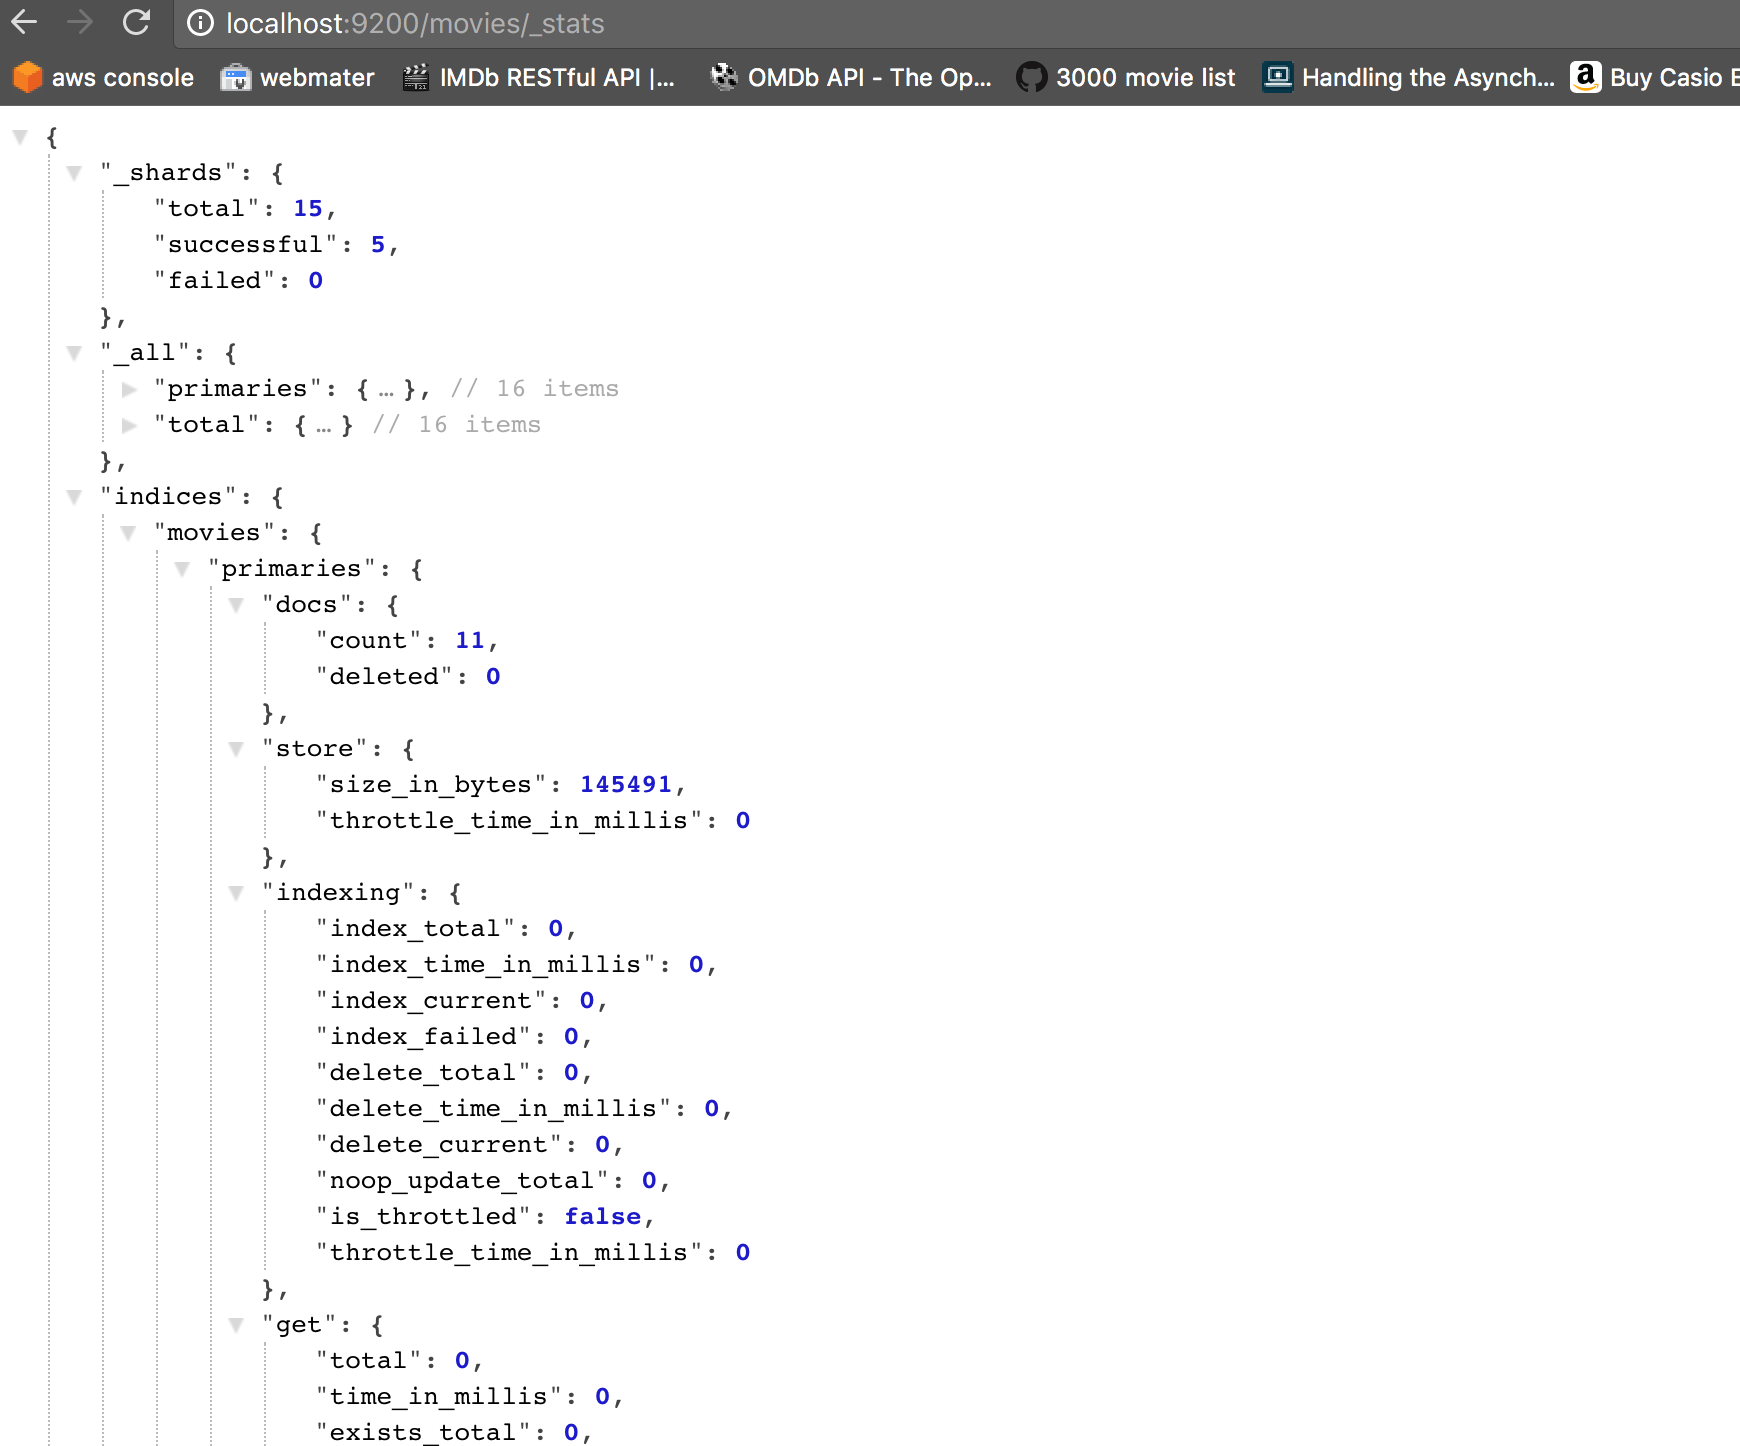 localhost:9200/movies/_stats
aws console webmater IMDb RESTful API |... OMDb API - The Op... 3000 movie list Handling the Asynch... Buy Casio E
{
"_shards": {
"total": 15,
"successful": 5,
"failed": 0
},
"_all": {
"primaries": { … }, // 16 items
"total": { … } // 16 items
},
"indices": {
"movies": {
"primaries": {
"docs": {
"count": 11,
"deleted": 0
},
"store": {
"size_in_bytes": 145491,
"throttle_time_in_millis": 0
},
"indexing": {
"index_total": 0,
"index_time_in_millis": 0,
"index_current": 0,
"index_failed": 0,
"delete_total": 0,
"delete_time_in_millis": 0,
"delete_current": 0,
"noop_update_total": 0,
"is_throttled": false,
"throttle_time_in_millis": 0
},
"get": {
"total": 0,
"time_in_millis": 0,
"exists_total": 0,